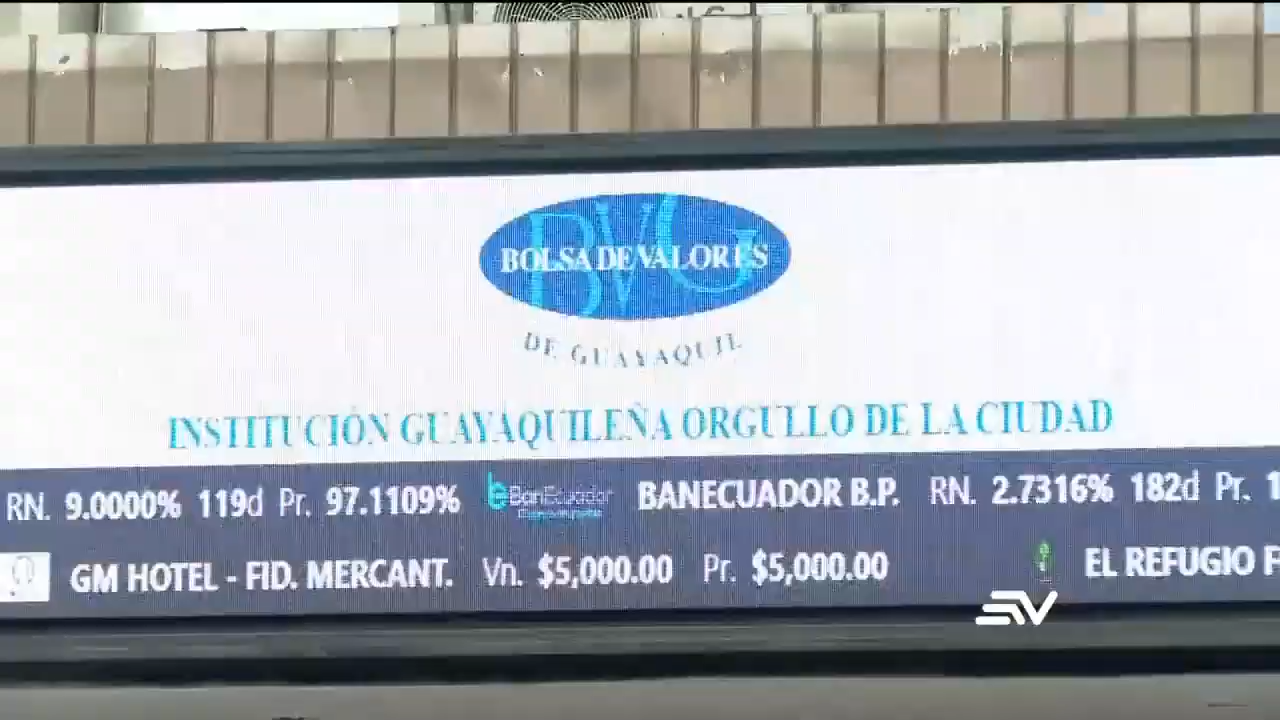 BVG
BOLSA DE VALORES
DE GUAYAQUIL
INSTITUCIÓN GUAYAQUILEÑA ORGULLO DE LA CIUDAD
RN. 9.0000% 119d Pr. 97.1109% BanEcuador BANECUADOR B.P. RN. 2.7316% 182d Pr. 1
GM HOTEL - FID. MERCANT. Vn. $5,000.00 Pr. $5,000.00 EL REFUGIO F